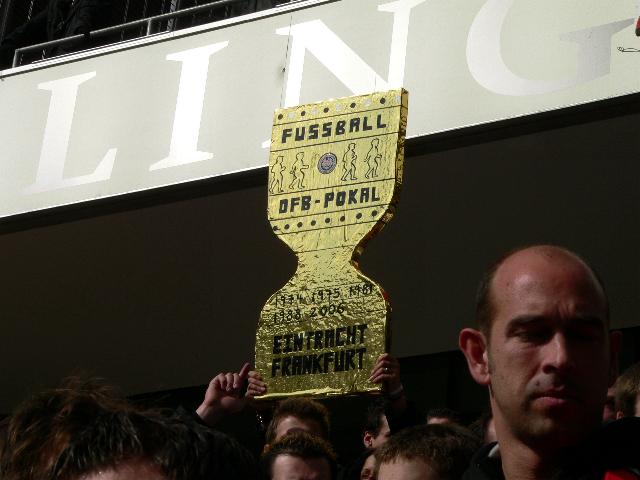 LING
FUSSBALL
DFB-POKAL
1974 1975 1981
1988 2006
EINTRACHT
FRANKFURT